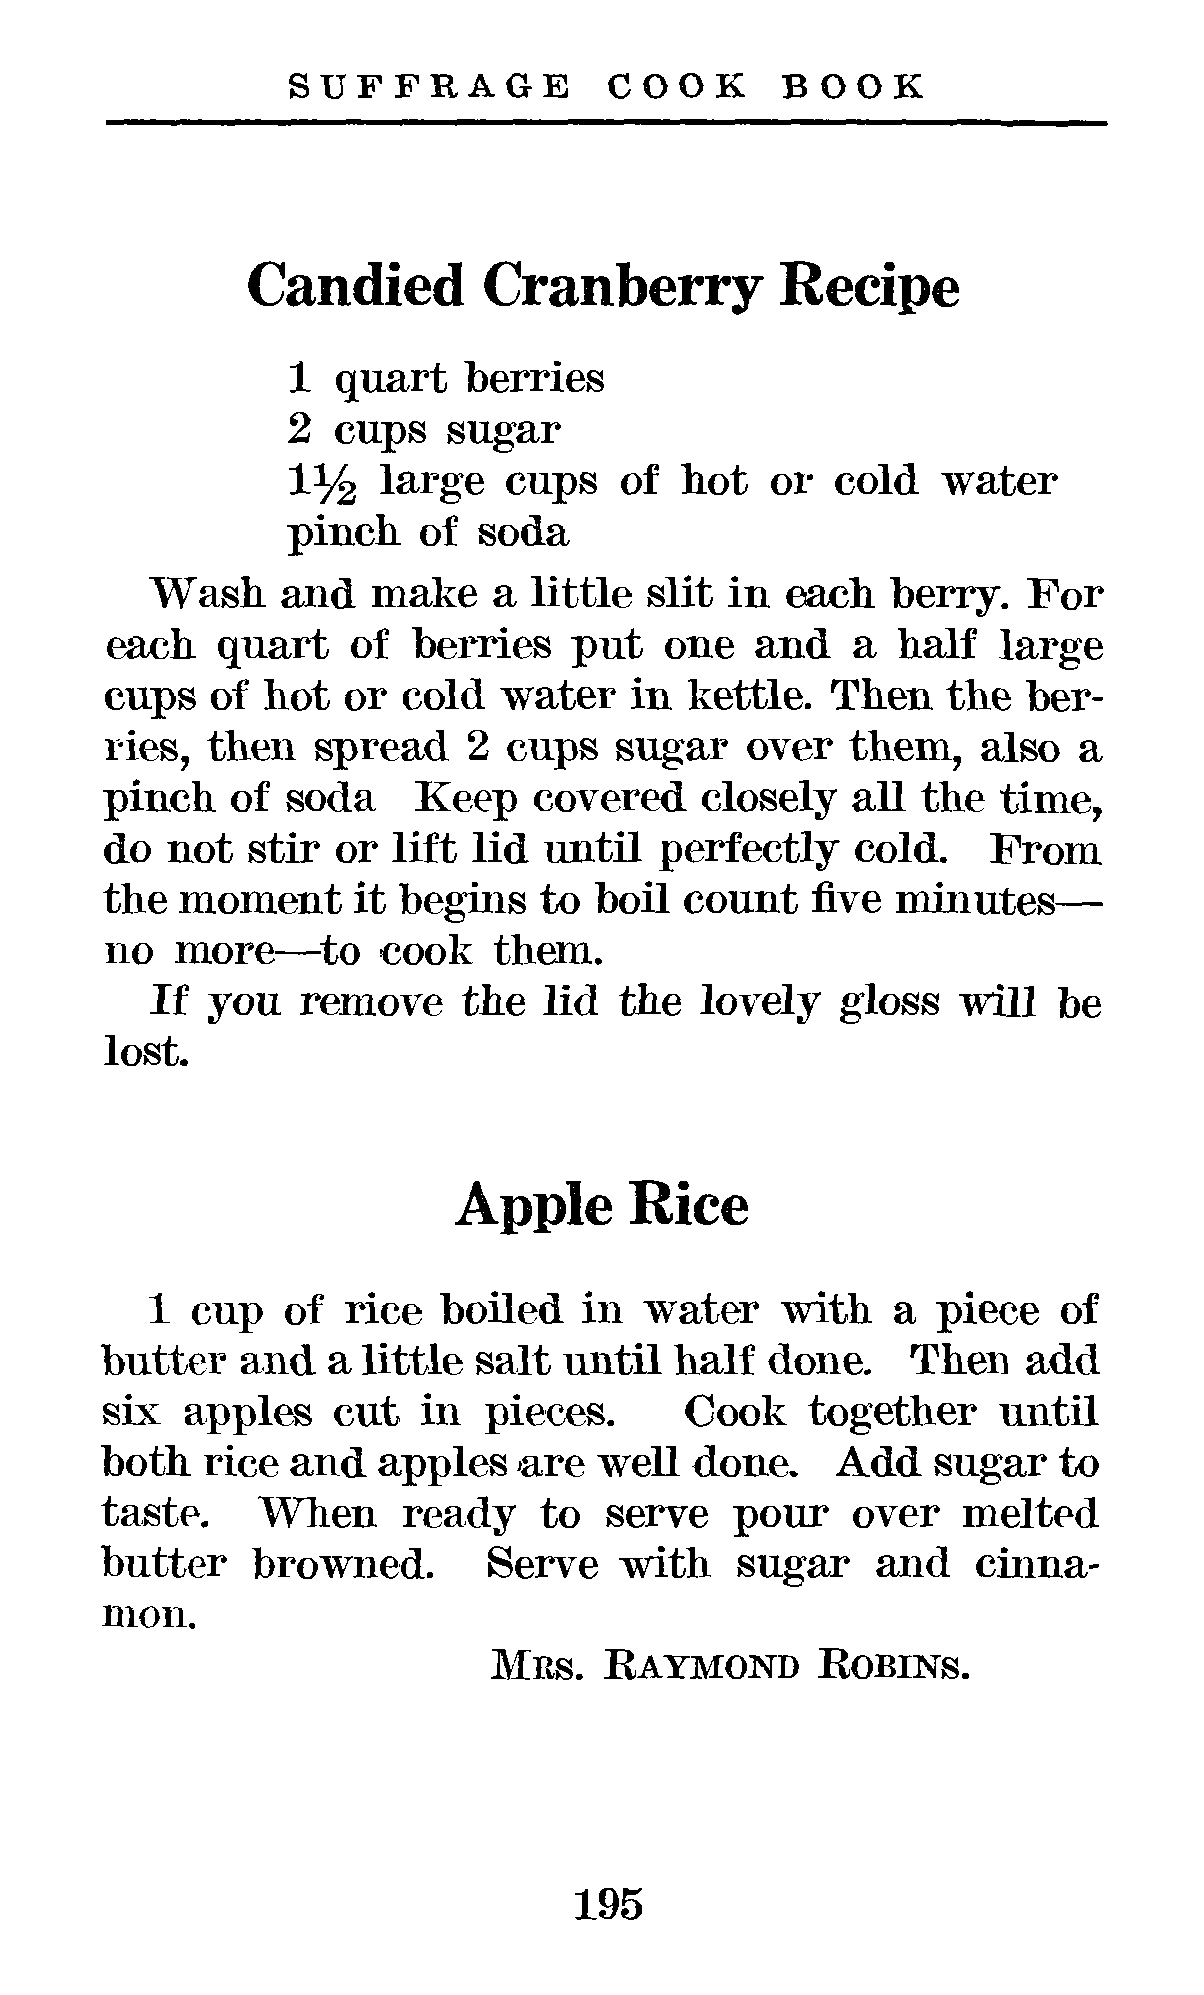 SUFFRAGE COOK BOOK
Candied Cranberry Recipe
1 quart berries
2 cups sugar
1½ large cups of hot or cold water
pinch of soda
Wash and make a little slit in each berry. For
each quart of berries put one and a half large
cups of hot or cold water in kettle. Then the ber-
ries, then spread 2 cups sugar over them, also a
pinch of soda Keep covered closely all the time,
do not stir or lift lid until perfectly cold. From
the moment it begins to boil count five minutes—
no more—to cook them.
If you remove the lid the lovely gloss will be
lost.
Apple Rice
1 cup of rice boiled in water with a piece of
butter and a little salt until half done. Then add
six apples cut in pieces. Cook together until
both rice and apples are well done. Add sugar to
taste. When ready to serve pour over melted
butter browned. Serve with sugar and cinna-
mon.
MRS. RAYMOND ROBINS.
195